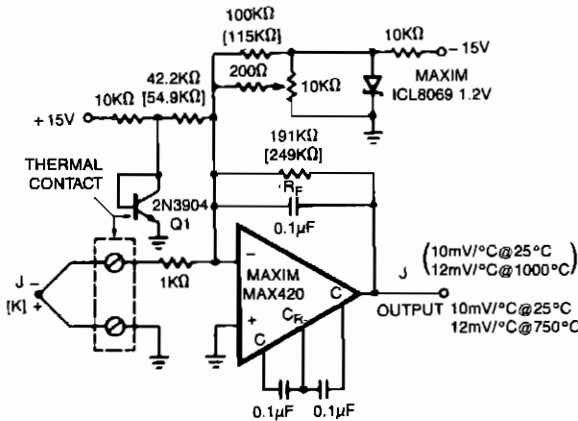 100KΩ
[115KΩ]
10KΩ
-15V
200Ω
10KΩ
MAXIM
ICL8069 1.2V
42.2KΩ
[54.9KΩ]
10KΩ
+15V
191KΩ
[249KΩ]
RF
0.1µF
THERMAL
CONTACT
2N3904
Q1
J -
[K] +
1KΩ
-
+
MAXIM
MAX420
C
CR
C
0.1µF
0.1µF
J
(10mV/°C@25°C
12mV/°C@1000°C)
OUTPUT
10mV/°C@25°C
12mV/°C@750°C